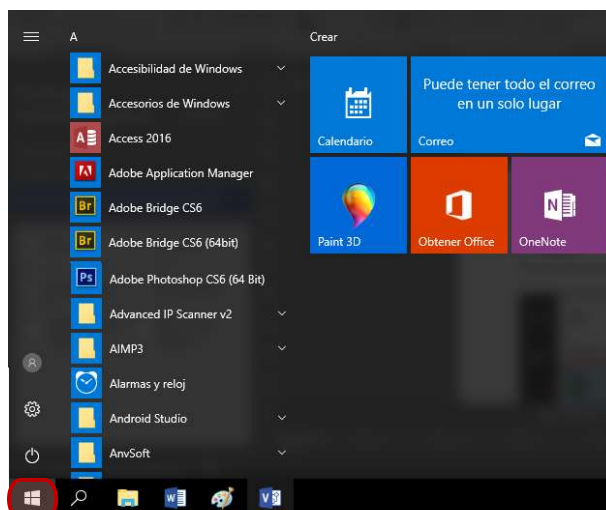 A
Accesibilidad de Windows
Accesorios de Windows
Access 2016
Adobe Application Manager
Adobe Bridge CS6
Adobe Bridge CS6 (64bit)
Adobe Photoshop CS6 (64 Bit)
Advanced IP Scanner v2
AIMP3
Alarmas y reloj
Android Studio
AnvSoft
Crear
Calendario
Puede tener todo el correo
en un solo lugar
Correo
Paint 3D
Obtener Office
OneNote